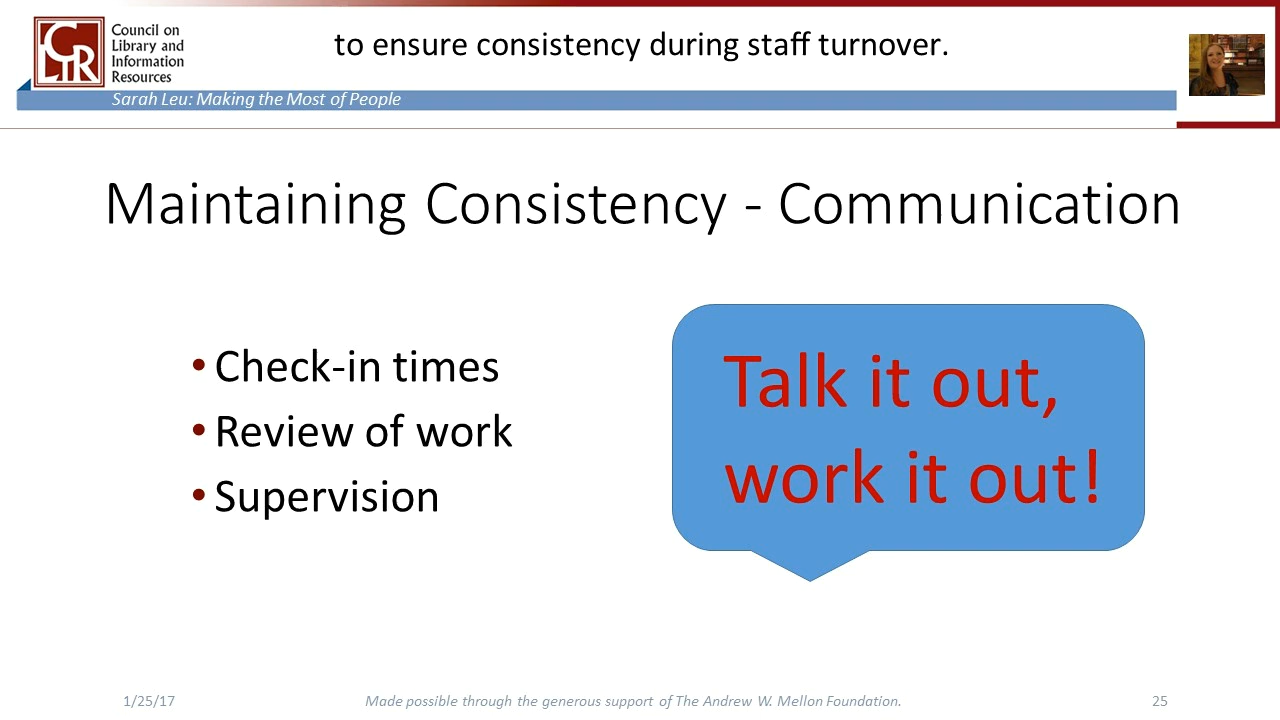 CLIR
Council on
Library and
Information
Resources
to ensure consistency during staff turnover.
Sarah Leu: Making the Most of People
Maintaining Consistency - Communication
• Check-in times
• Review of work
• Supervision
Talk it out,
work it out!
1/25/17
Made possible through the generous support of The Andrew W. Mellon Foundation.
25